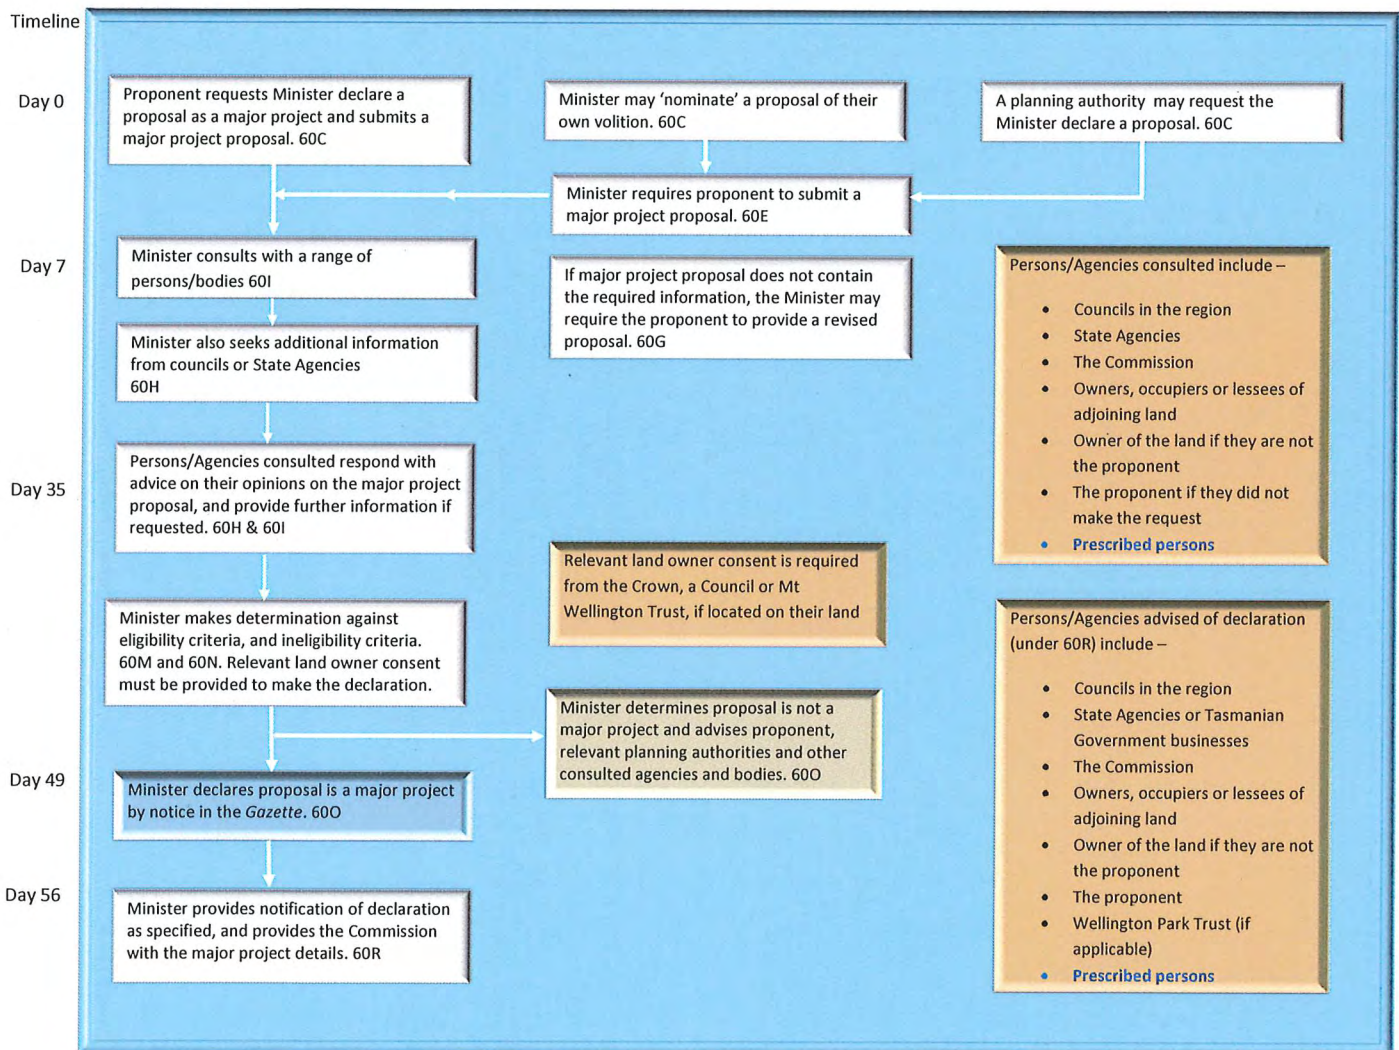 Timeline
Day 0
Proponent requests Minister declare a
proposal as a major project and submits a
major project proposal. 60C
Minister may ‘nominate’ a proposal of their
own volition. 60C
A planning authority may request the
Minister declare a proposal. 60C
Minister requires proponent to submit a
major project proposal. 60E
Day 7
Minister consults with a range of
persons/bodies 60I
If major project proposal does not contain
the required information, the Minister may
require the proponent to provide a revised
proposal. 60G
Minister also seeks additional information
from councils or State Agencies
60H
Persons/Agencies consulted include –
• Councils in the region
• State Agencies
• The Commission
• Owners, occupiers or lessees of
adjoining land
• Owner of the land if they are not
the proponent
• The proponent if they did not
make the request
• Prescribed persons
Day 35
Persons/Agencies consulted respond with
advice on their opinions on the major project
proposal, and provide further information if
requested. 60H & 60I
Relevant land owner consent is required
from the Crown, a Council or Mt
Wellington Trust, if located on their land
Minister makes determination against
eligibility criteria, and ineligibility criteria.
60M and 60N. Relevant land owner consent
must be provided to make the declaration.
Minister determines proposal is not a
major project and advises proponent,
relevant planning authorities and other
consulted agencies and bodies. 60O
Persons/Agencies advised of declaration
(under 60R) include –
• Councils in the region
• State Agencies or Tasmanian
Government businesses
• The Commission
• Owners, occupiers or lessees of
adjoining land
• Owner of the land if they are not
the proponent
• The proponent
• Wellington Park Trust (if
applicable)
• Prescribed persons
Day 49
Minister declares proposal is a major project
by notice in the Gazette. 60O
Day 56
Minister provides notification of declaration
as specified, and provides the Commission
with the major project details. 60R